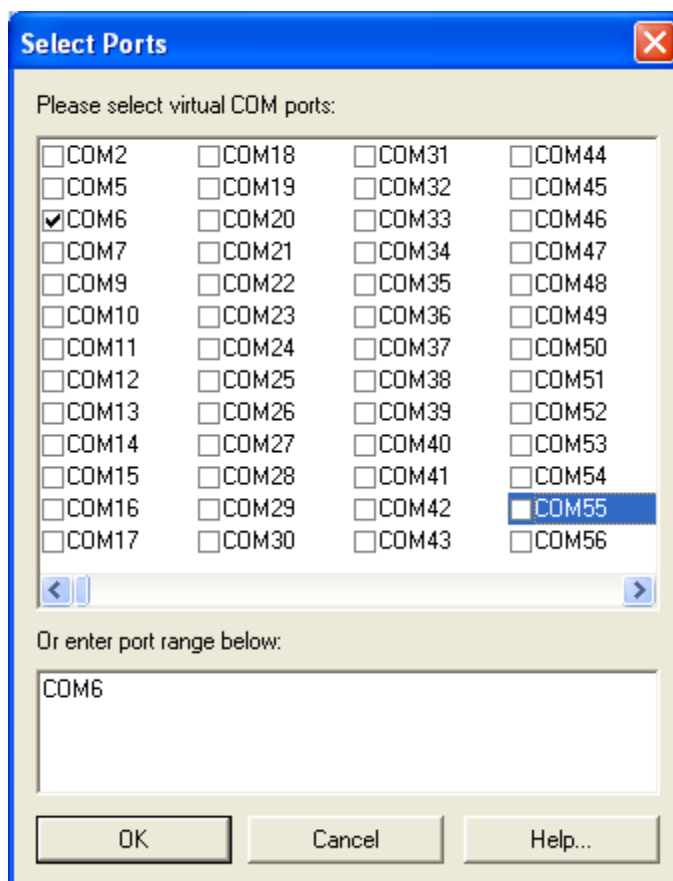 Select Ports
Please select virtual COM ports:
COM2 COM18 COM31 COM44
COM5 COM19 COM32 COM45
COM6 COM20 COM33 COM46
COM7 COM21 COM34 COM47
COM9 COM22 COM35 COM48
COM10 COM23 COM36 COM49
COM11 COM24 COM37 COM50
COM12 COM25 COM38 COM51
COM13 COM26 COM39 COM52
COM14 COM27 COM40 COM53
COM15 COM28 COM41 COM54
COM16 COM29 COM42 COM55
COM17 COM30 COM43 COM56
Or enter port range below:
COM6
OK Cancel Help...